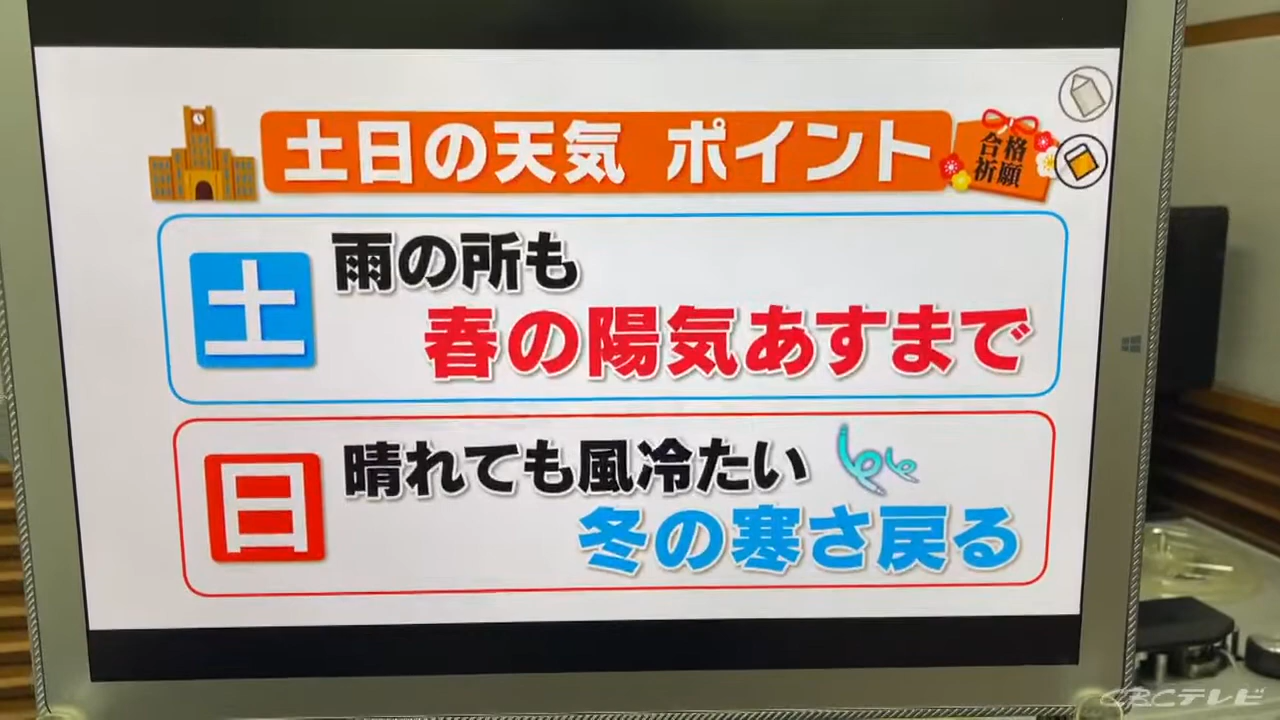 土日の天気 ポイント
合格
祈願
土
雨の所も
春の陽気あすまで
日
晴れても風冷たい
冬の寒さ戻る
CBCテレビ